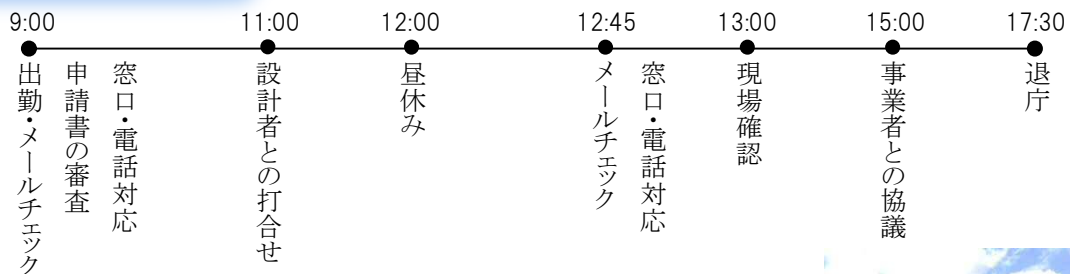 9:00
出勤・メールチェック
申請書の審査
窓口・電話対応
11:00
設計者との打合せ
12:00
昼休み
12:45
メールチェック
窓口・電話対応
13:00
現場確認
15:00
事業者との協議
17:30
退庁